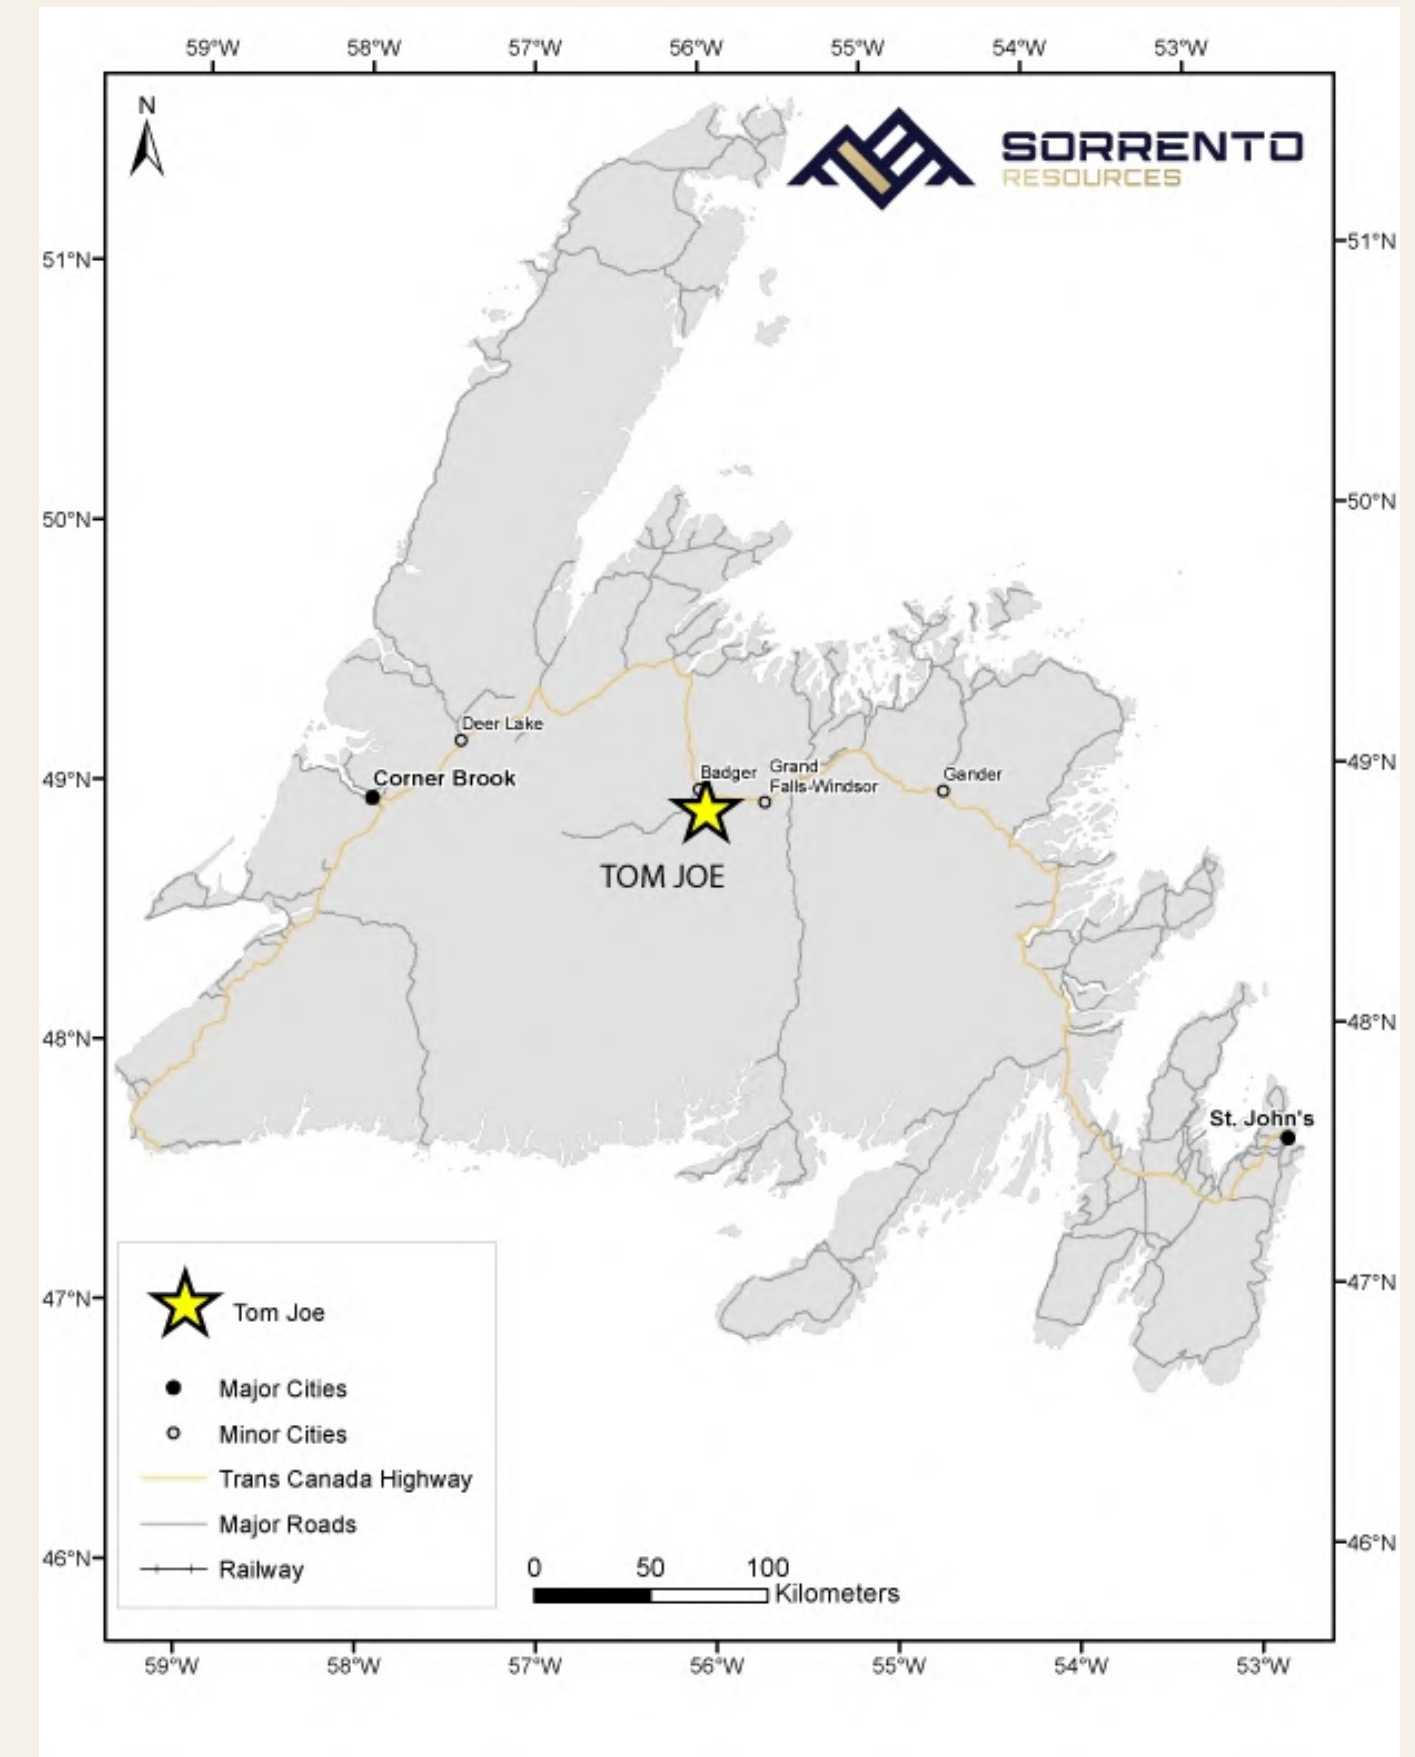 59°W 58°W 57°W 56°W 55°W 54°W 53°W
N
SORRENTO
RESOURCES
51°N 51°N
50°N 50°N
Deer Lake
49°N 49°N
Corner Brook
Badger
Grand
Falls-Windsor
Gander
TOM JOE
48°N 48°N
St. John's
47°N 47°N
Tom Joe
Major Cities
Minor Cities
Trans Canada Highway
Major Roads
Railway
46°N 46°N
0 50 100
Kilometers
59°W 58°W 57°W 56°W 55°W 54°W 53°W